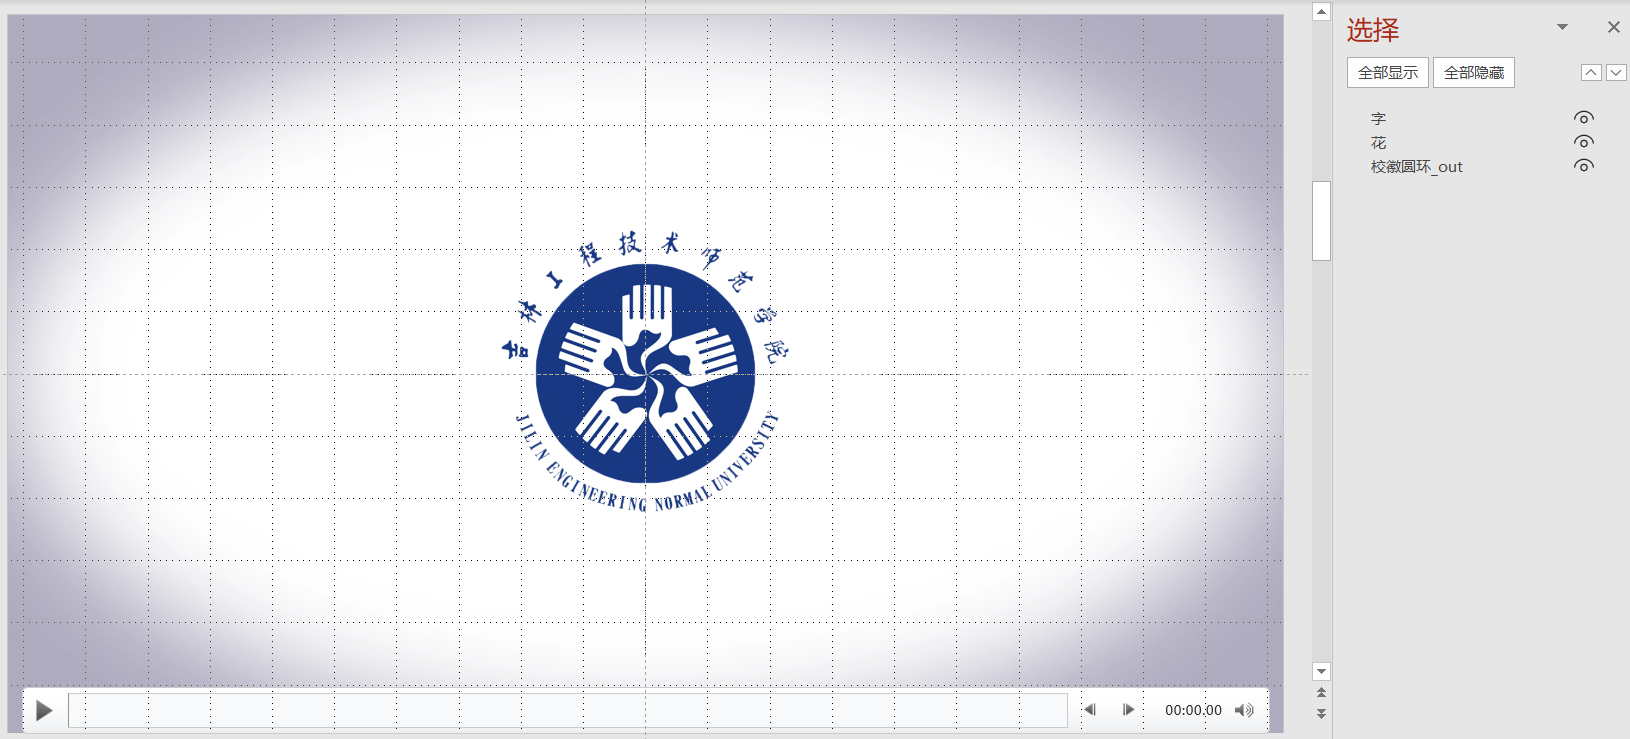 选择
全部显示 全部隐藏
字
花
校徽圆环_out
吉林工程技术师范学院
JILIN ENGINEERING NORMAL UNIVERSITY
00:00.00